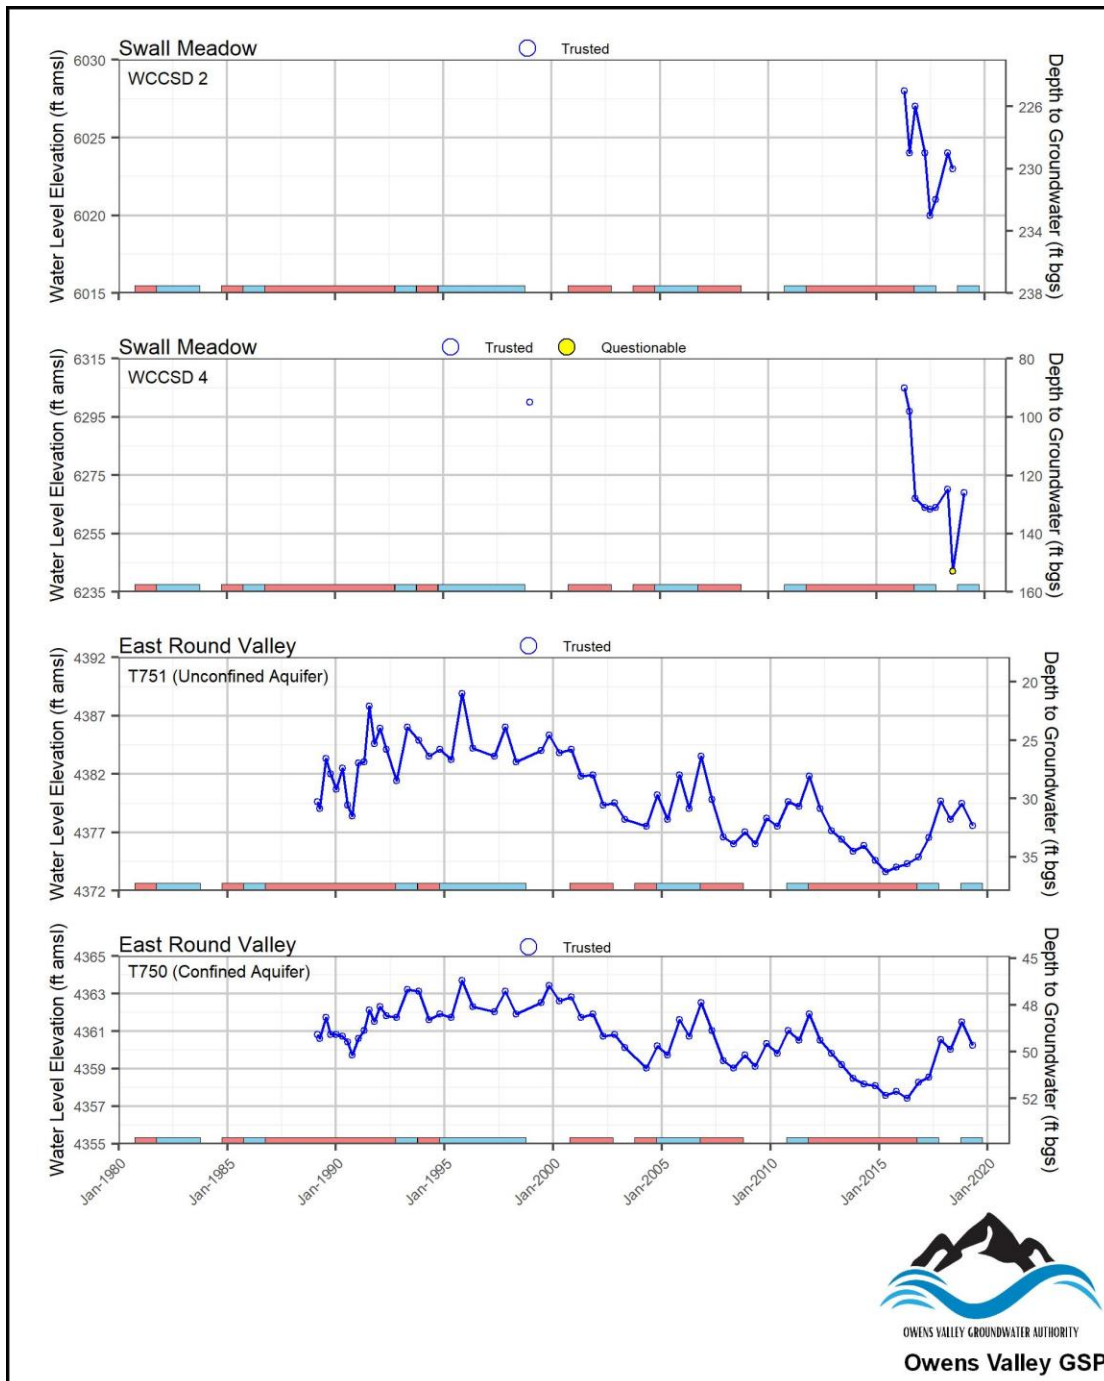 Swall Meadow
Trusted
WCCSD 2
Water Level Elevation (ft amsl)
6030
6025
6020
6015
Depth to Groundwater (ft bgs)
226
230
234
238
Swall Meadow
Trusted
Questionable
WCCSD 4
Water Level Elevation (ft amsl)
6315
6295
6275
6255
6235
Depth to Groundwater (ft bgs)
80
100
120
140
160
East Round Valley
Trusted
T751 (Unconfined Aquifer)
Water Level Elevation (ft amsl)
4392
4387
4382
4377
4372
Depth to Groundwater (ft bgs)
20
25
30
35
East Round Valley
Trusted
T750 (Confined Aquifer)
Water Level Elevation (ft amsl)
4365
4363
4361
4359
4357
4355
Depth to Groundwater (ft bgs)
45
48
50
52
Jan-1980
Jan-1985
Jan-1990
Jan-1995
Jan-2000
Jan-2005
Jan-2010
Jan-2015
Jan-2020
OWENS VALLEY GROUNDWATER AUTHORITY
Owens Valley GSP